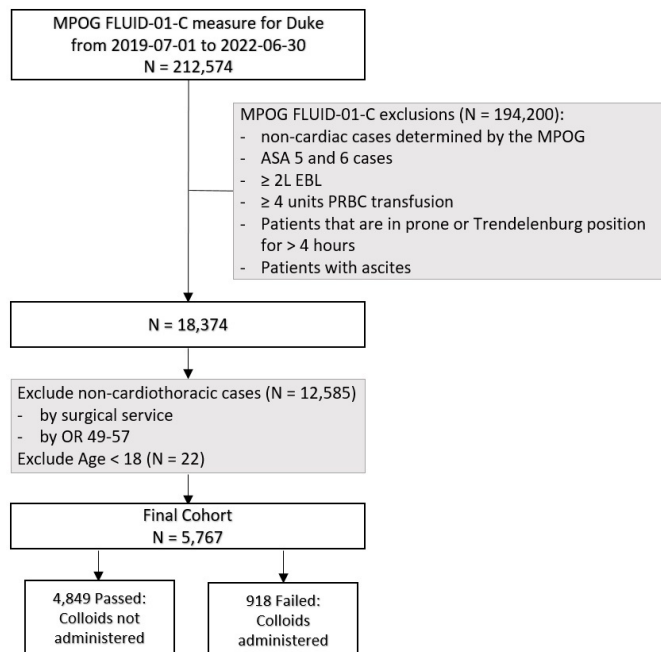 MPOG FLUID-01-C measure for Duke
from 2019-07-01 to 2022-06-30
N = 212,574
MPOG FLUID-01-C exclusions (N = 194,200):
- non-cardiac cases determined by the MPOG
- ASA 5 and 6 cases
- ≥ 2L EBL
- ≥ 4 units PRBC transfusion
- Patients that are in prone or Trendelenburg position
for > 4 hours
- Patients with ascites
N = 18,374
Exclude non-cardiothoracic cases (N = 12,585)
- by surgical service
- by OR 49-57
Exclude Age < 18 (N = 22)
Final Cohort
N = 5,767
4,849 Passed:
Colloids not
administered
918 Failed:
Colloids
administered